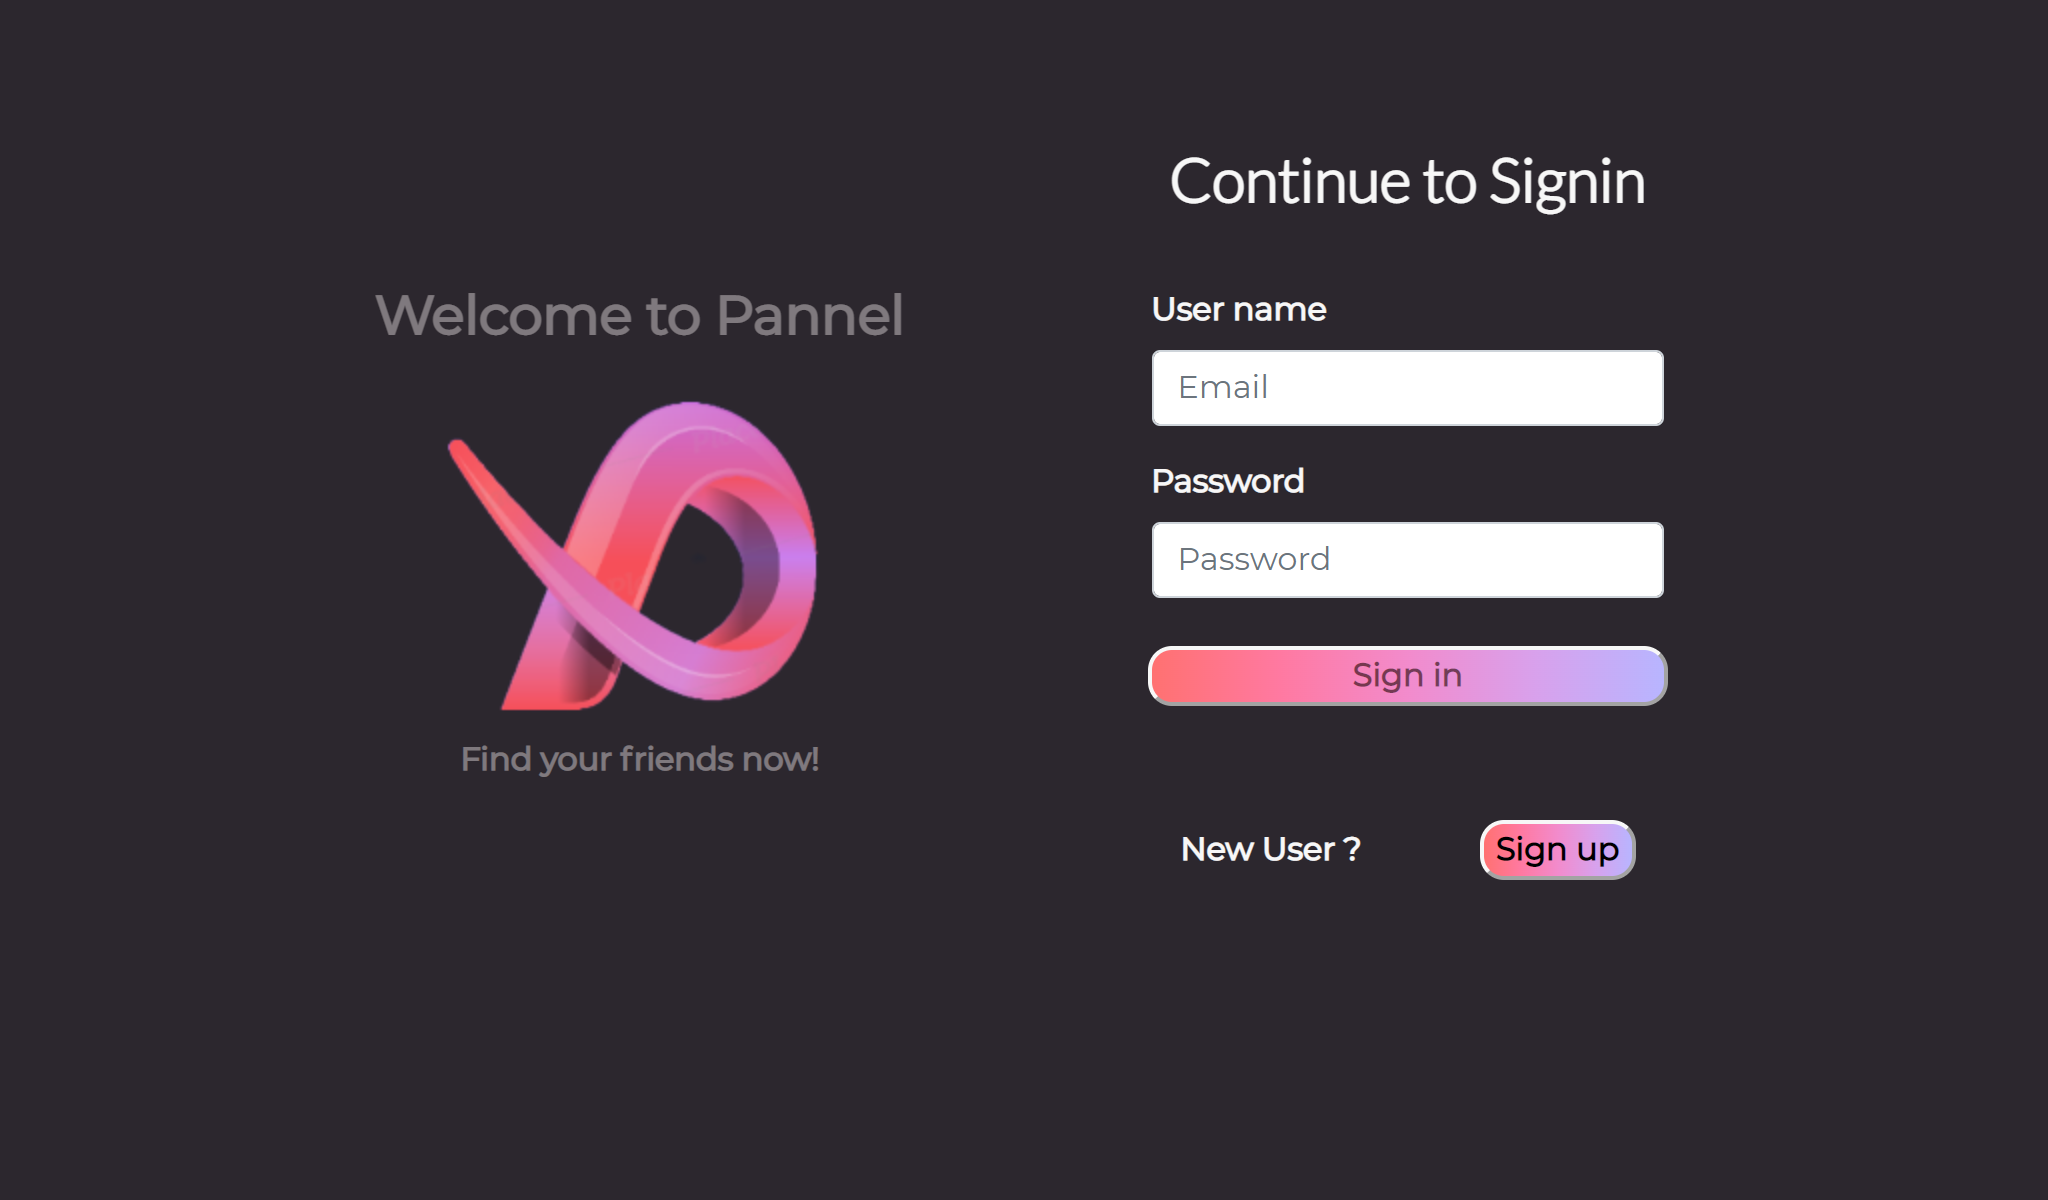 Welcome to Pannel
Find your friends now!
Continue to Signin
User name
Email
Password
Password
Sign in
New User ?
Sign up